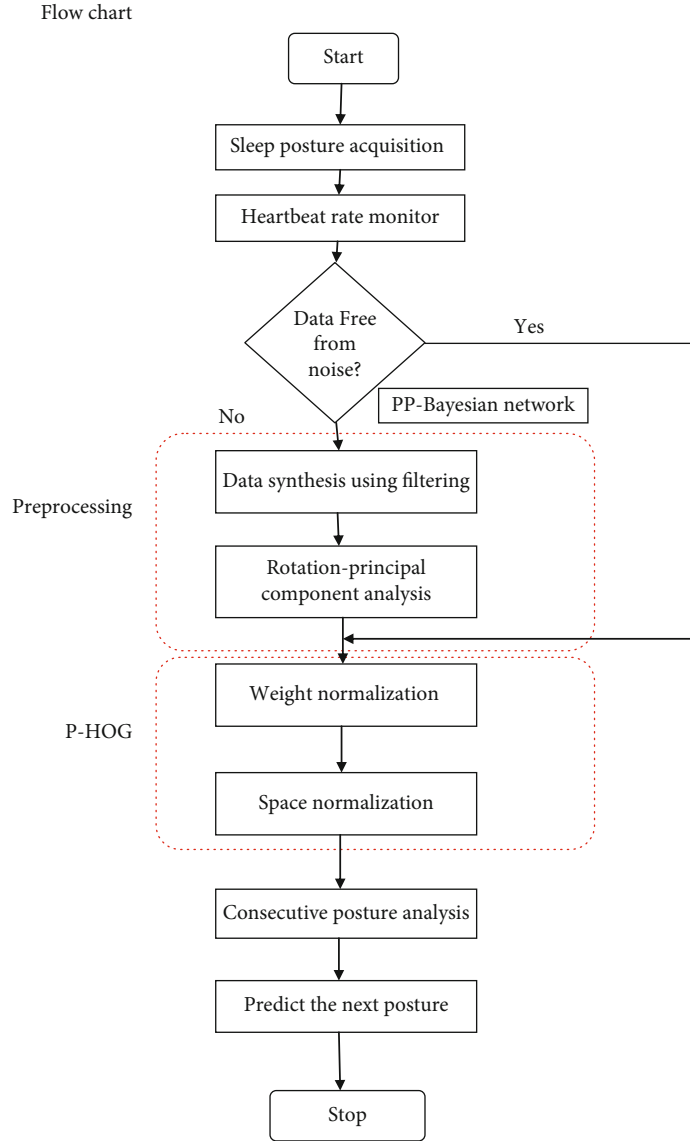 Flow chart
Start
Sleep posture acquisition
Heartbeat rate monitor
Data Free
from
noise?
Yes
PP-Bayesian network
No
Preprocessing
Data synthesis using filtering
Rotation-principal
component analysis
P-HOG
Weight normalization
Space normalization
Consecutive posture analysis
Predict the next posture
Stop